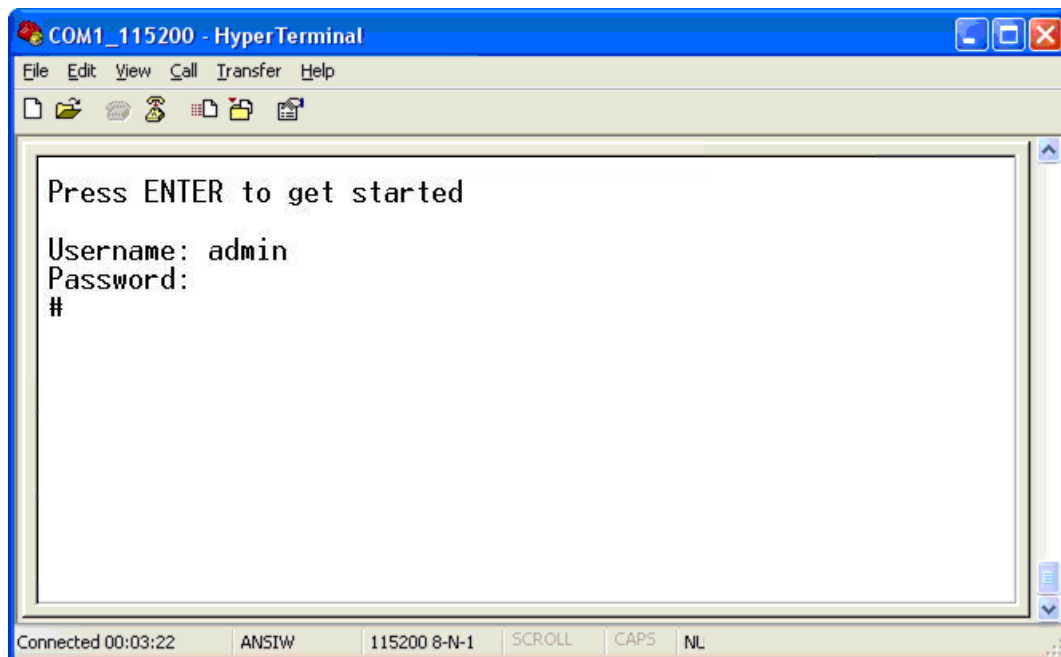 COM1_115200 - HyperTerminal
File Edit View Call Transfer Help
Press ENTER to get started
Username: admin
Password:
#
Connected 00:03:22 ANSIW 115200 8-N-1 SCROLL CAPS NU